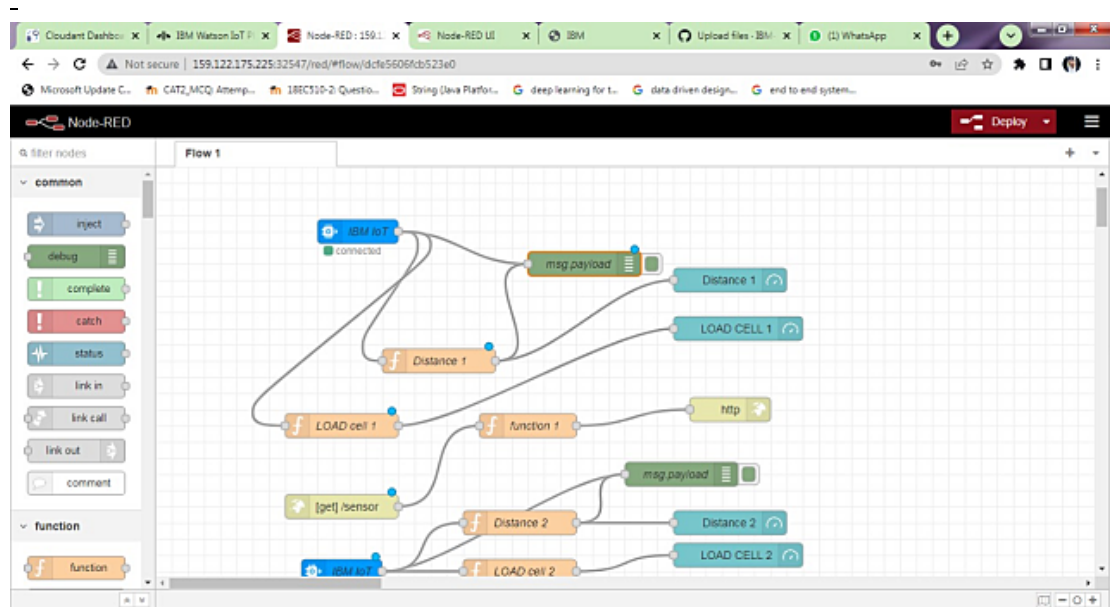 Cloudant Dashbo
IBM Watson IoT P
Node-RED : 159.1
Node-RED UI
IBM
Upload files · IBM-
(1) WhatsApp
Not secure | 159.122.175.225:32547/red/#flow/dcfe5606fcb523e0
Microsoft Update C...
CAT2_MCQ: Attemp...
18EC510-2: Questio...
String (Java Platfor...
deep learning for t...
data driven design...
end to end system...
Node-RED
Deploy
filter nodes
Flow 1
common
inject
debug
complete
catch
status
link in
link call
link out
comment
function
function
IBM IoT
connected
msg.payload
Distance 1
LOAD CELL 1
Distance 1
http
LOAD cell 1
function 1
msg.payload
[get] /sensor
Distance 2
Distance 2
LOAD CELL 2
IBM IoT
LOAD cell 2